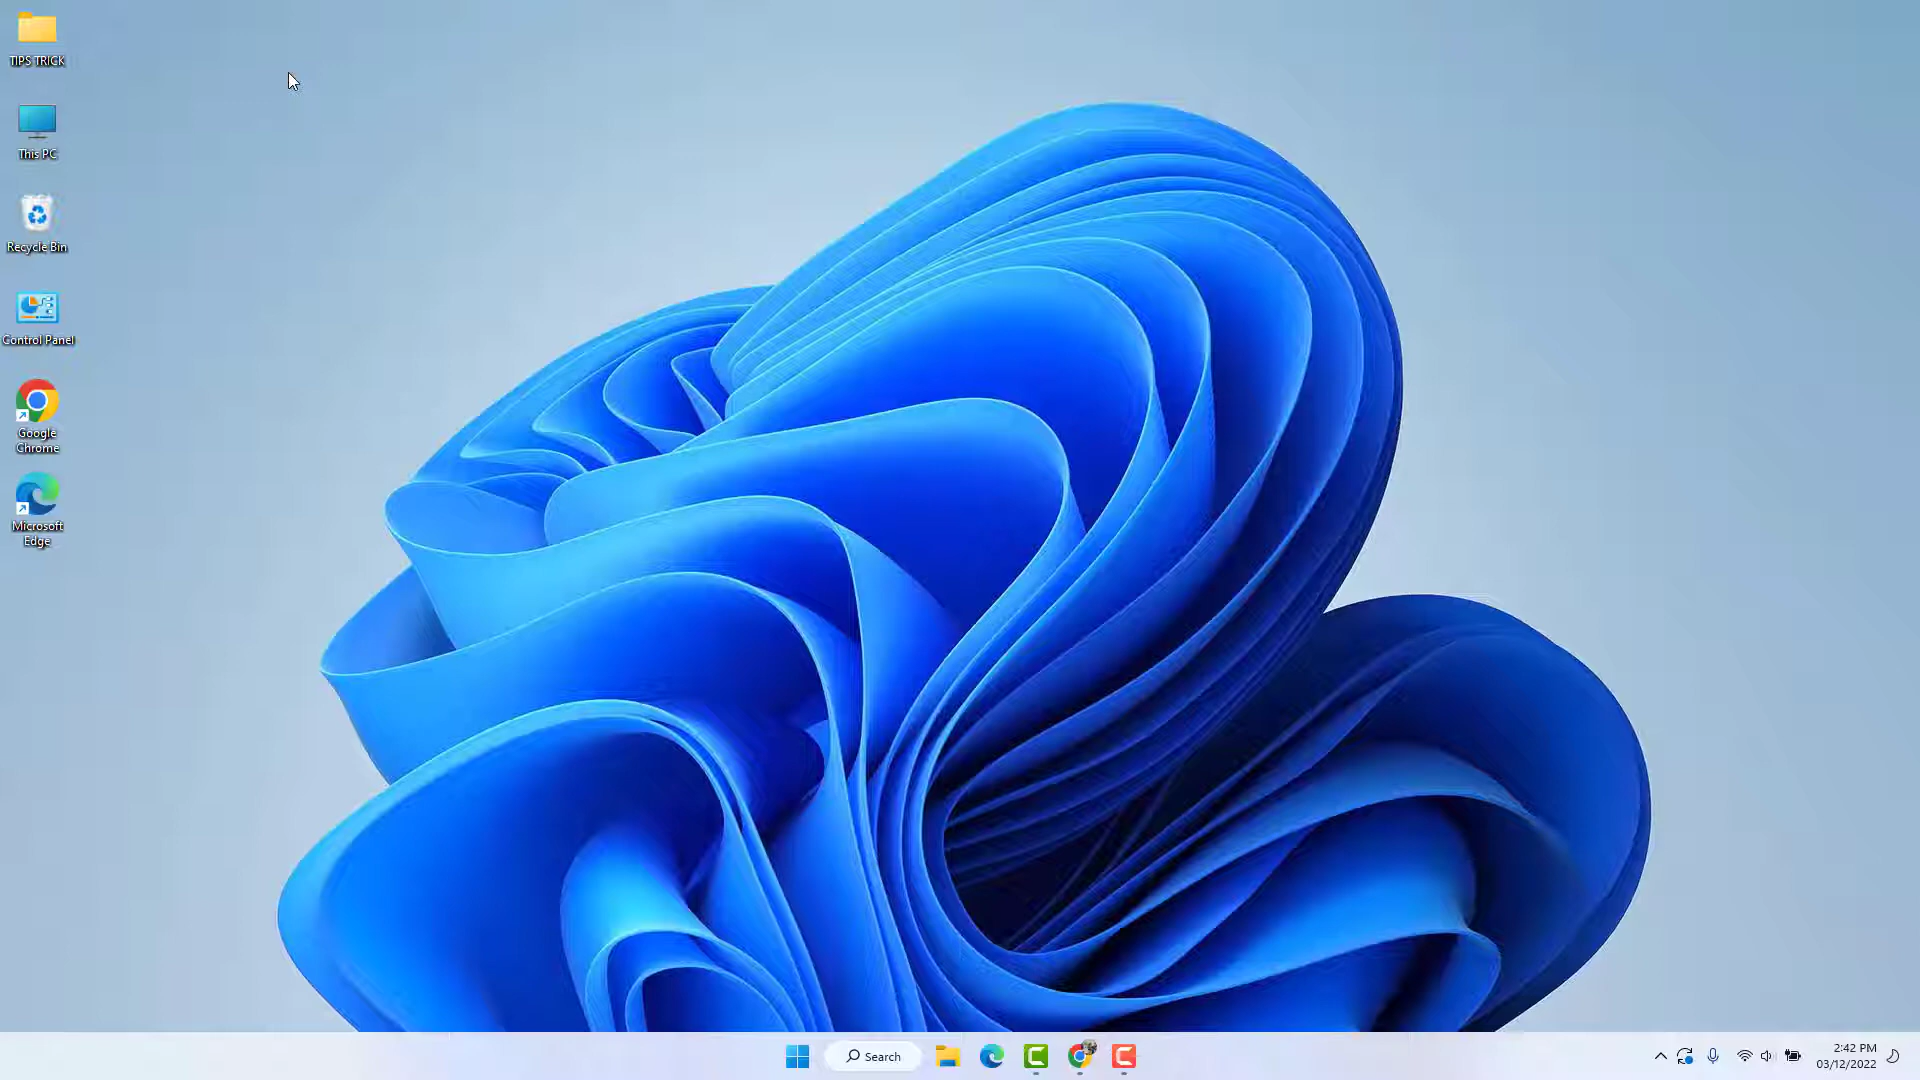 TIPS TRICK
This PC
Recycle Bin
Control Panel
Google
Chrome
Microsoft
Edge
Search
2:42 PM
03/12/2022